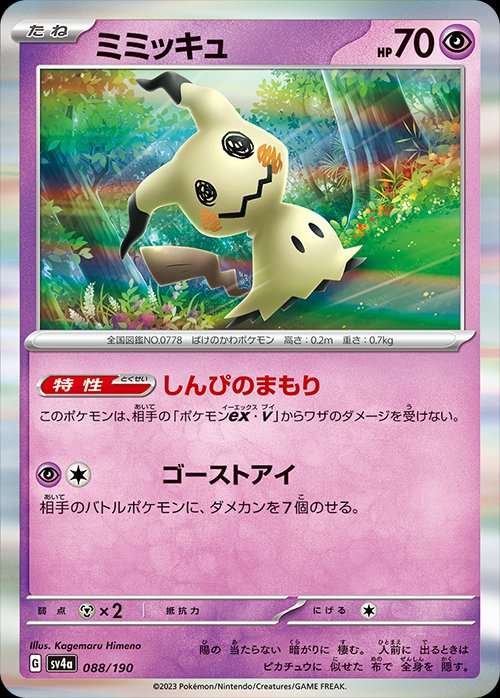 たね ミミッキュ HP 70
全国図鑑NO.0778 ばけのかわポケモン 高さ:0.2m 重さ:0.7kg
特性 とくせい しんぴのまもり
このポケモンは、相手の「ポケモンex・V」からワザのダメージを受けない。
ゴーストアイ
相手のバトルポケモンに、ダメカンを7個のせる。
弱点 ×2 抵抗力 にげる
Illus. Kagemaru Himeno
G sv4a 088/190
陽の 当たらない 暗がりに 棲む。 人前に 出るときは
ピカチュウに 似せた 布で 全身を 隠す。
©2023 Pokémon/Nintendo/Creatures/GAME FREAK.